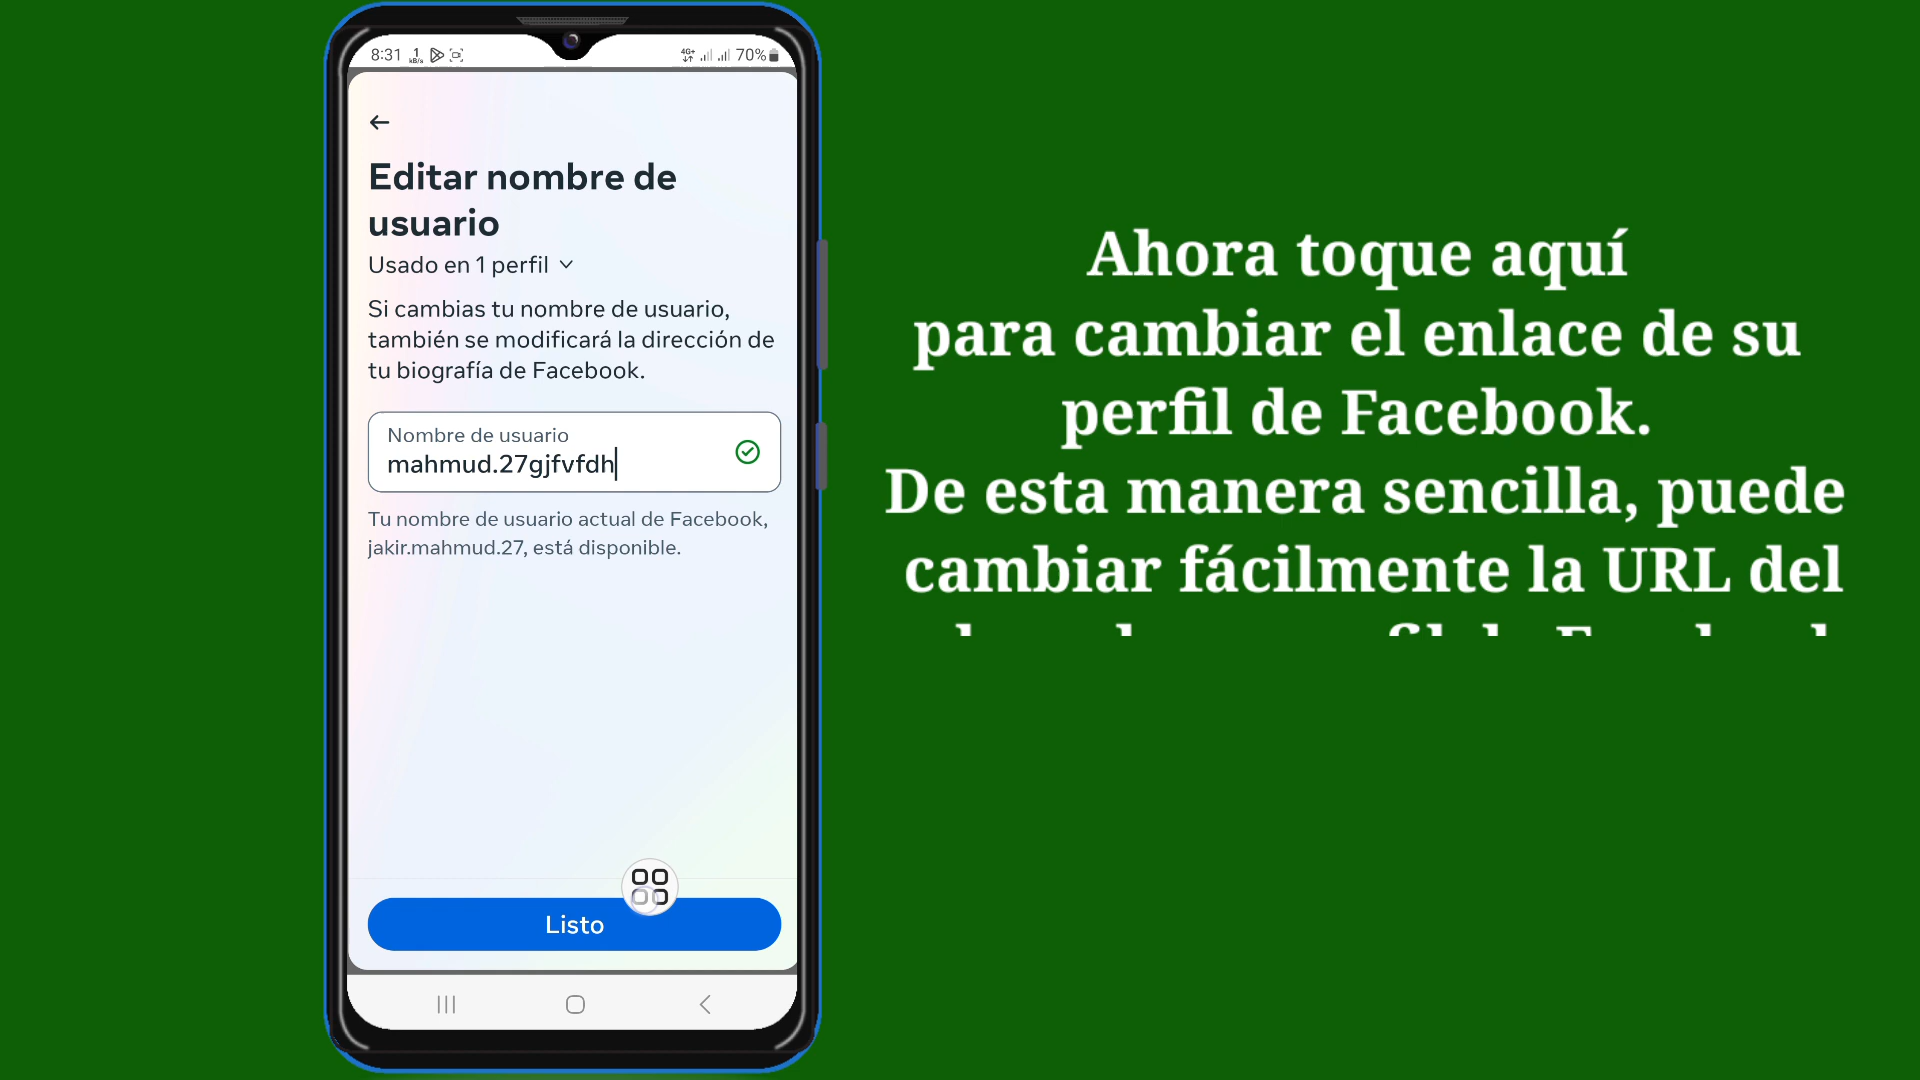 8:31 1 kB/s 4G+ 70%
Editar nombre de
usuario
Usado en 1 perfil
Si cambias tu nombre de usuario,
también se modificará la dirección de
tu biografía de Facebook.
Nombre de usuario
mahmud.27gjfvfdh
Tu nombre de usuario actual de Facebook,
jakir.mahmud.27, está disponible.
Listo
Ahora toque aquí
para cambiar el enlace de su
perfil de Facebook.
De esta manera sencilla, puede
cambiar fácilmente la URL del